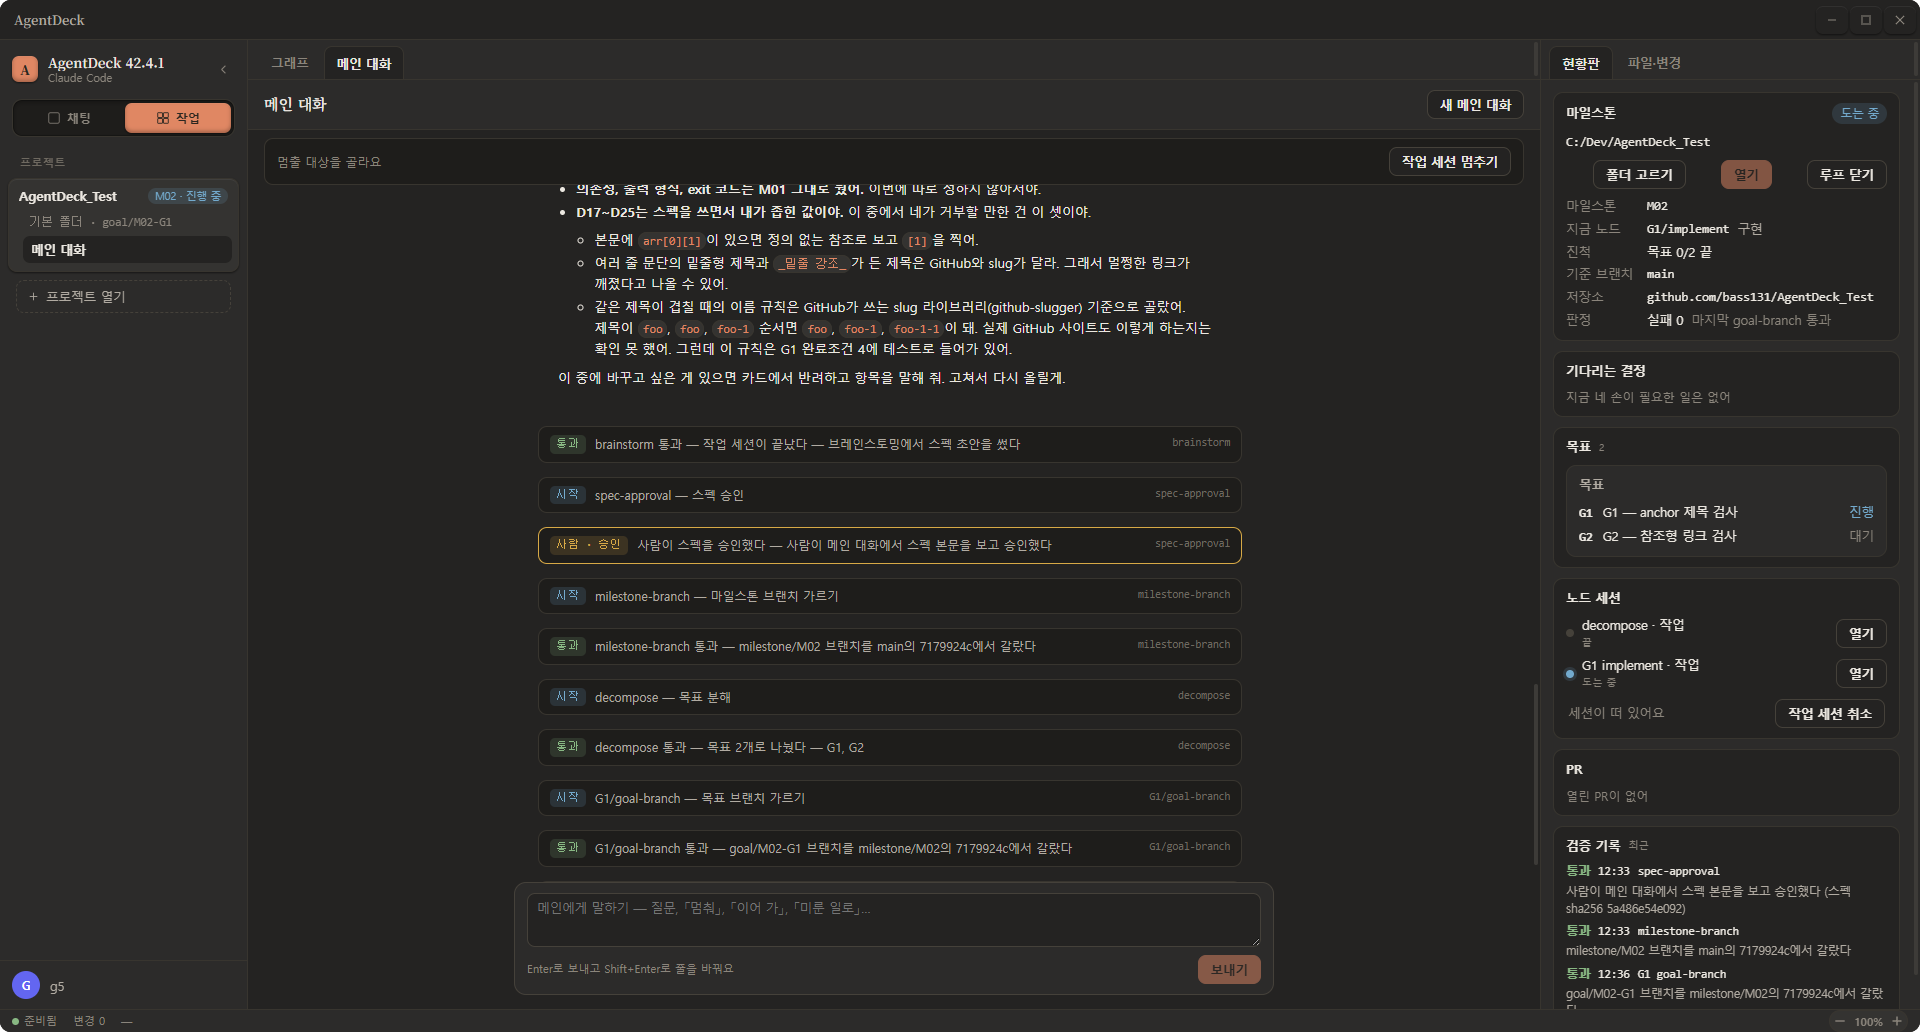 AgentDeck
A
AgentDeck 42.4.1
Claude Code
채팅
작업
프로젝트
AgentDeck_Test
M02 · 진행 중
기본 폴더 · goal/M02-G1
메인 대화
+ 프로젝트 열기
G
g5
준비됨
변경 0
—
그래프
메인 대화
메인 대화
새 메인 대화
멈출 대상을 골라요
작업 세션 멈추기
의존성, 출력 형식, exit 코드는 M01 그대로 뒀어. 이번에 따로 정하지 않아서야.
D17~D25는 스펙을 쓰면서 내가 좁힌 값이야. 이 중에서 네가 거부할 만한 건 이 셋이야.
본문에 arr[0][1]이 있으면 정의 없는 참조로 보고 [1]을 찍어.
여러 줄 문단의 밑줄형 제목과 _밑줄 강조_가 든 제목은 GitHub와 slug가 달라. 그래서 멀쩡한 링크가
깨졌다고 나올 수 있어.
같은 제목이 겹칠 때의 이름 규칙은 GitHub가 쓰는 slug 라이브러리(github-slugger) 기준으로 골랐어.
제목이 foo, foo, foo-1 순서면 foo, foo-1, foo-1-1이 돼. 실제 GitHub 사이트도 이렇게 하는지는
확인 못 했어. 그런데 이 규칙은 G1 완료조건 4에 테스트로 들어가 있어.
이 중에 바꾸고 싶은 게 있으면 카드에서 반려하고 항목을 말해 줘. 고쳐서 다시 올릴게.
통과 brainstorm 통과 — 작업 세션이 끝났다 — 브레인스토밍에서 스펙 초안을 썼다 brainstorm
시작 spec-approval — 스펙 승인 spec-approval
사람 · 승인 사람이 스펙을 승인했다 — 사람이 메인 대화에서 스펙 본문을 보고 승인했다 spec-approval
시작 milestone-branch — 마일스톤 브랜치 가르기 milestone-branch
통과 milestone-branch 통과 — milestone/M02 브랜치를 main의 7179924c에서 갈랐다 milestone-branch
시작 decompose — 목표 분해 decompose
통과 decompose 통과 — 목표 2개로 나눴다 — G1, G2 decompose
시작 G1/goal-branch — 목표 브랜치 가르기 G1/goal-branch
통과 G1/goal-branch 통과 — goal/M02-G1 브랜치를 milestone/M02의 7179924c에서 갈랐다 G1/goal-branch
메인에게 말하기 — 질문, 「멈춰」, 「이어 가」, 「미룬 일로」…
Enter로 보내고 Shift+Enter로 줄을 바꿔요
보내기
현황판
파일·변경
마일스톤
도는 중
C:/Dev/AgentDeck_Test
폴더 고르기
열기
루프 닫기
마일스톤 M02
지금 노드 G1/implement 구현
진척 목표 0/2 끝
기준 브랜치 main
저장소 github.com/bass131/AgentDeck_Test
판정 실패 0 마지막 goal-branch 통과
기다리는 결정
지금 네 손이 필요한 일은 없어
목표 2
목표
G1 G1 — anchor 제목 검사 진행
G2 G2 — 참조형 링크 검사 대기
노드 세션
decompose · 작업
끝
열기
G1 implement · 작업
도는 중
열기
세션이 떠 있어요
작업 세션 취소
PR
열린 PR이 없어
검증 기록 최근
통과 12:33 spec-approval
사람이 메인 대화에서 스펙 본문을 보고 승인했다 (스펙
sha256 5a486e54e092)
통과 12:33 milestone-branch
milestone/M02 브랜치를 main의 7179924c에서 갈랐다
통과 12:36 G1 goal-branch
goal/M02-G1 브랜치를 milestone/M02의 7179924c에서 갈랐
100%